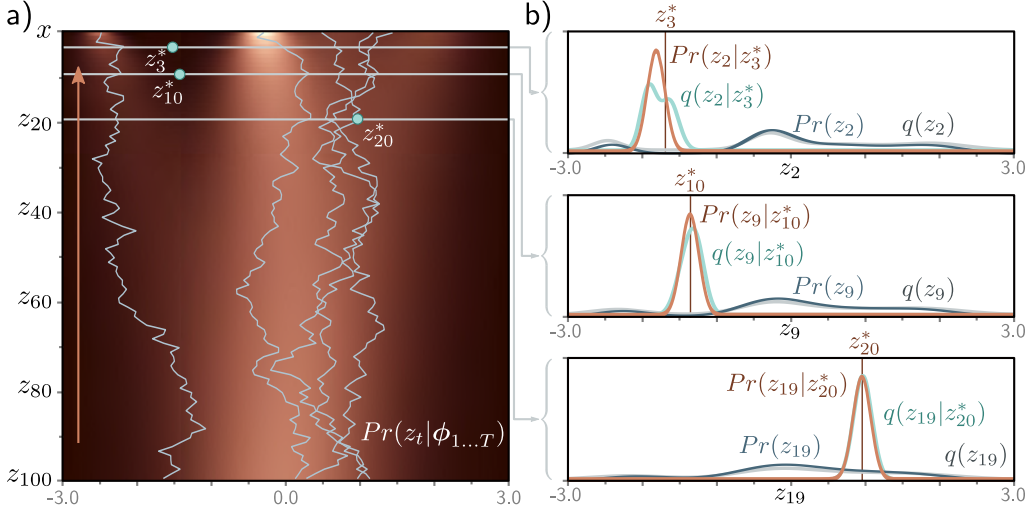 a)
x
z₂₀
z₄₀
z₆₀
z₈₀
z₁₀₀
z*₃
z*₁₀
z*₂₀
Pr(z_t|ϕ₁...T)
-3.0 0.0 3.0
b)
z*₃
Pr(z₂|z*₃)
q(z₂|z*₃)
Pr(z₂) q(z₂)
-3.0 z₂ 3.0
z*₁₀
Pr(z₉|z*₁₀)
q(z₉|z*₁₀)
Pr(z₉) q(z₉)
-3.0 z₉ 3.0
z*₂₀
Pr(z₁₉|z*₂₀)
q(z₁₉|z*₂₀)
Pr(z₁₉) q(z₁₉)
-3.0 z₁₉ 3.0